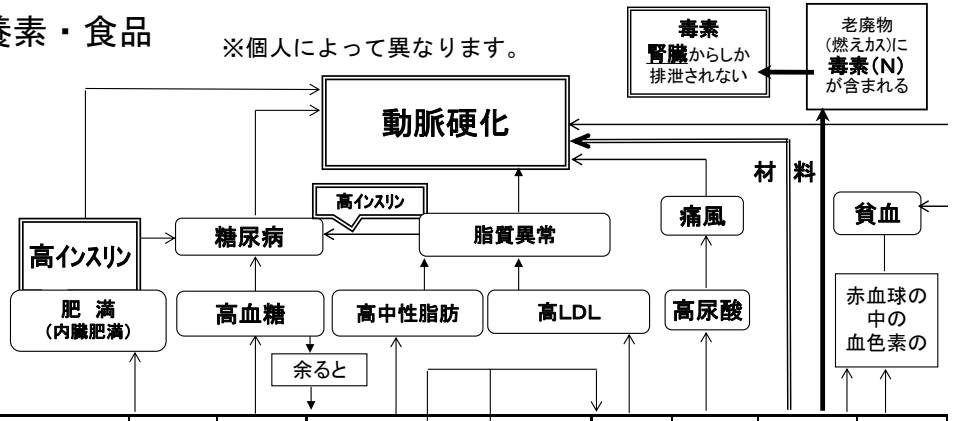 養素・食品
※個人によって異なります。
毒素
腎臓からしか
排泄されない
老廃物
(燃えカス)に
毒素(N)
が含まれる
動脈硬化
材料
高インスリン
痛風
貧血
糖尿病
脂質異常
高インスリン
肥満
(内臓肥満)
高血糖
高中性脂肪
高LDL
高尿酸
赤血球の
中の
血色素の
余ると